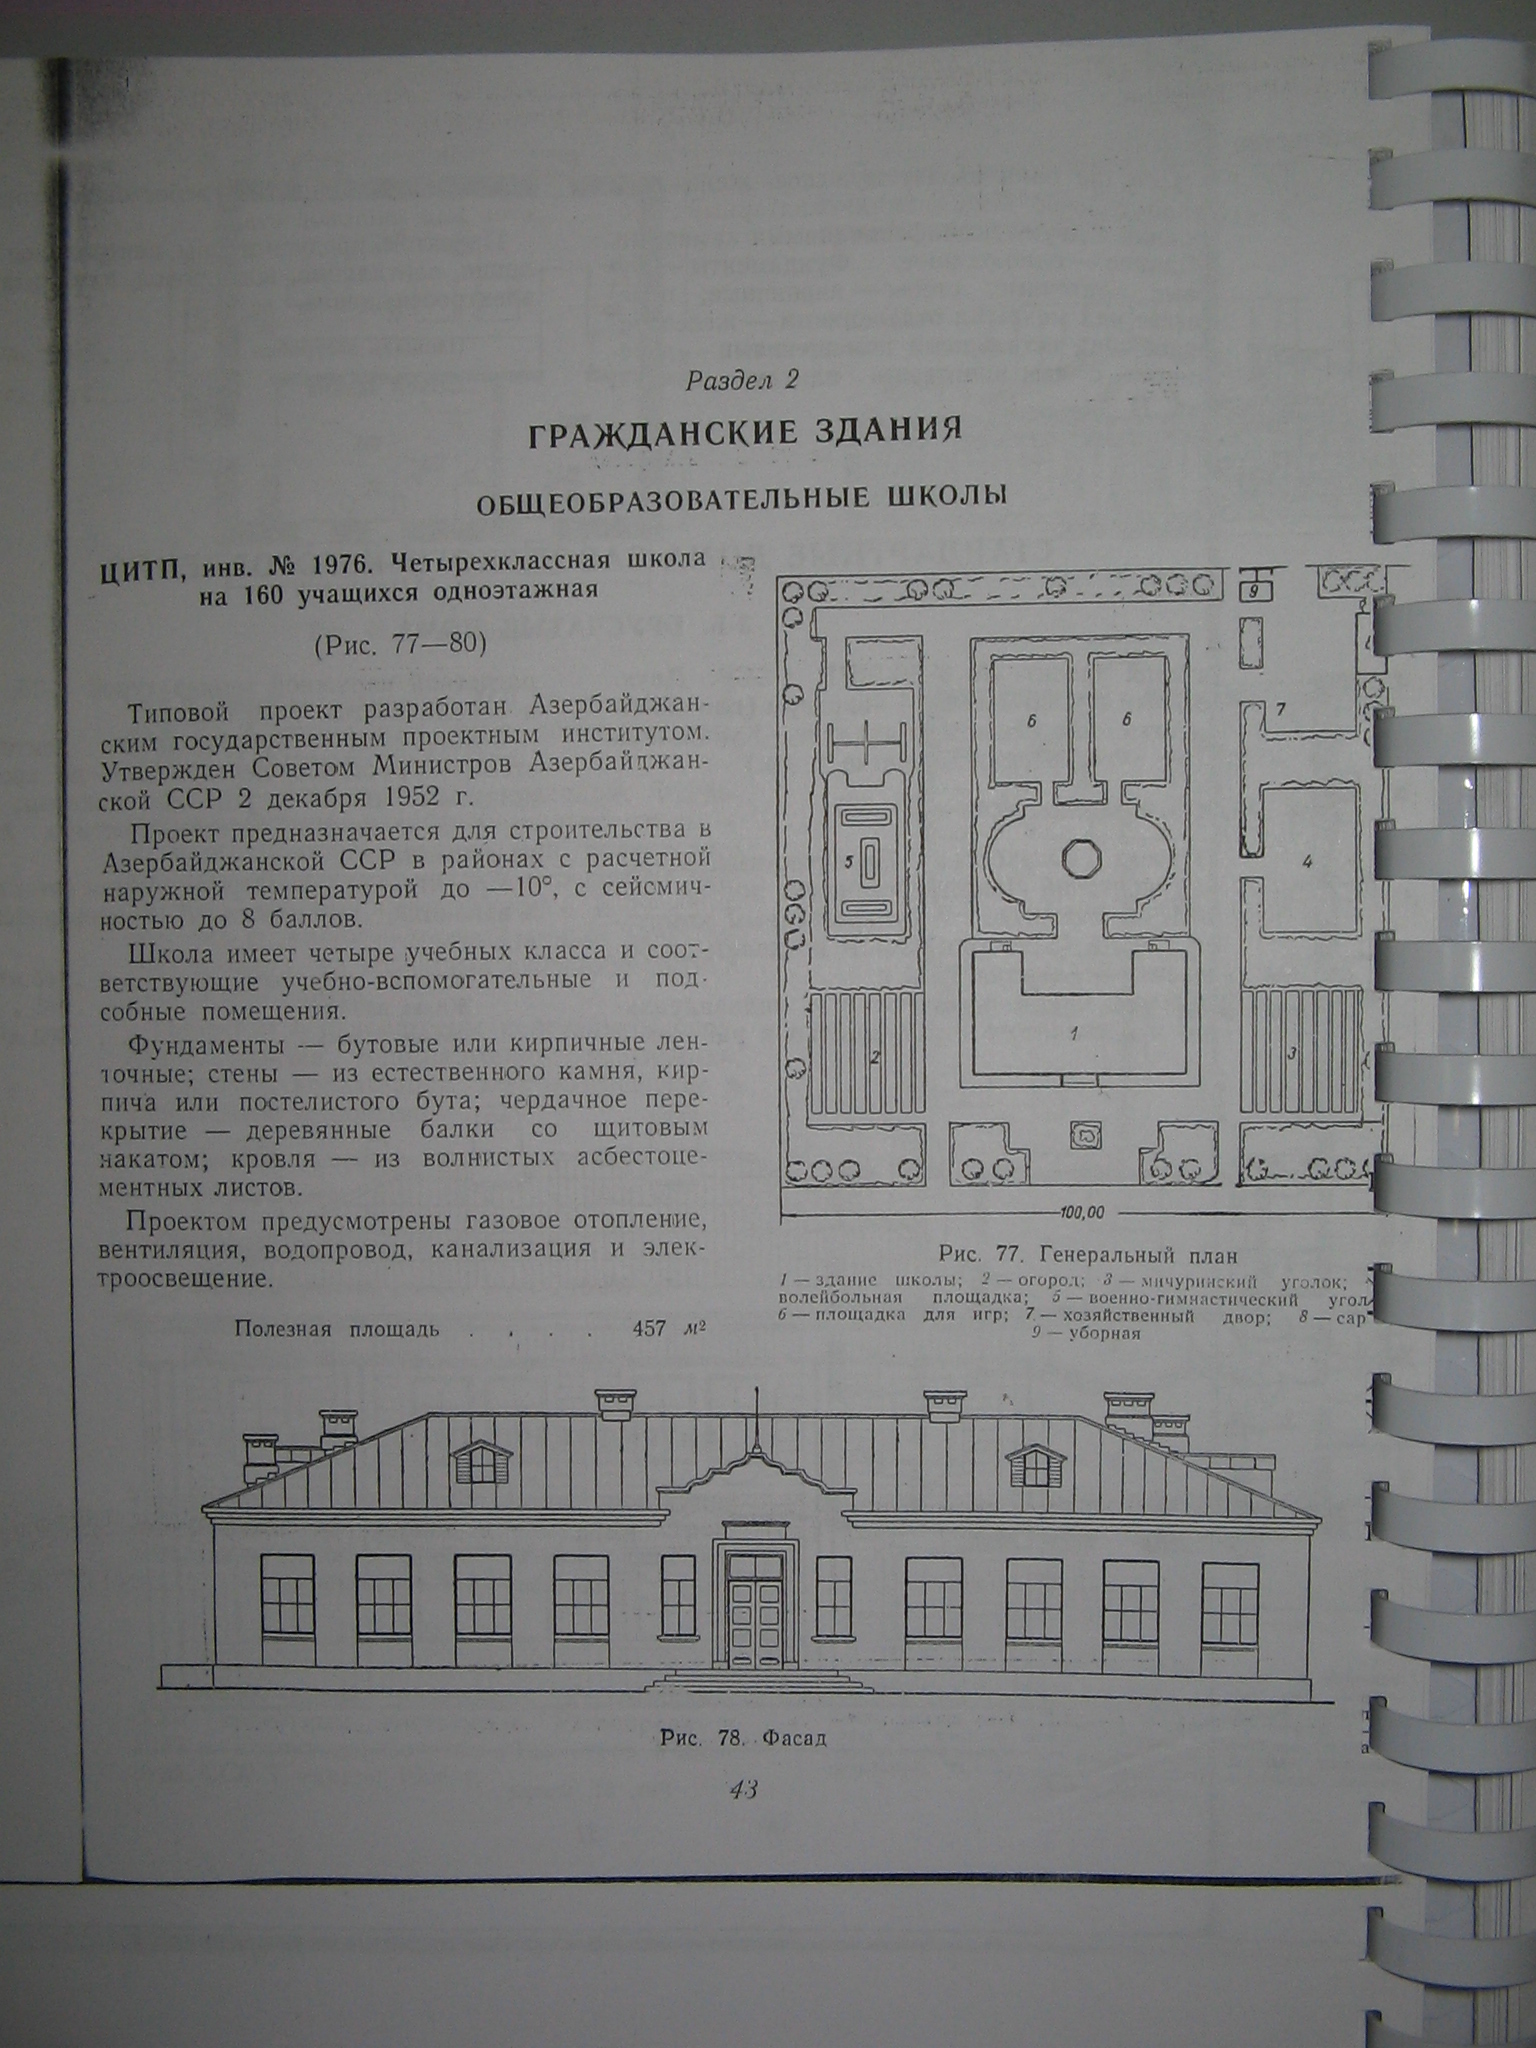 Раздел 2
ГРАЖДАНСКИЕ ЗДАНИЯ
ОБЩЕОБРАЗОВАТЕЛЬНЫЕ ШКОЛЫ
ЦИТП, инв. № 1976. Четырехклассная школа
на 160 учащихся одноэтажная
(Рис. 77—80)
Типовой проект разработан Азербайджан-
ским государственным проектным институтом.
Утвержден Советом Министров Азербайджан-
ской ССР 2 декабря 1952 г.
Проект предназначается для строительства в
Азербайджанской ССР в районах с расчетной
наружной температурой до —10°, с сейсмич-
ностью до 8 баллов.
Школа имеет четыре учебных класса и соот-
ветствующие учебно-вспомогательные и под-
собные помещения.
Фундаменты — бутовые или кирпичные лен-
точные; стены — из естественного камня, кир-
пича или постелистого бута; чердачное пере-
крытие — деревянные балки со щитовым
накатом; кровля — из волнистых асбестоце-
ментных листов.
Проектом предусмотрены газовое отопление,
вентиляция, водопровод, канализация и элек-
троосвещение.
Полезная площадь . . . . 457 м²
9
6 6 7
5 4
1
2 3
100,00
Рис. 77. Генеральный план
1 — здание школы; 2 — огород; 3 — мичуринский уголок;
волейбольная площадка; 5 — военно-гимнастический угол
6 — площадка для игр; 7 — хозяйственный двор; 8 — сар
9 — уборная
Рис. 78. Фасад
43